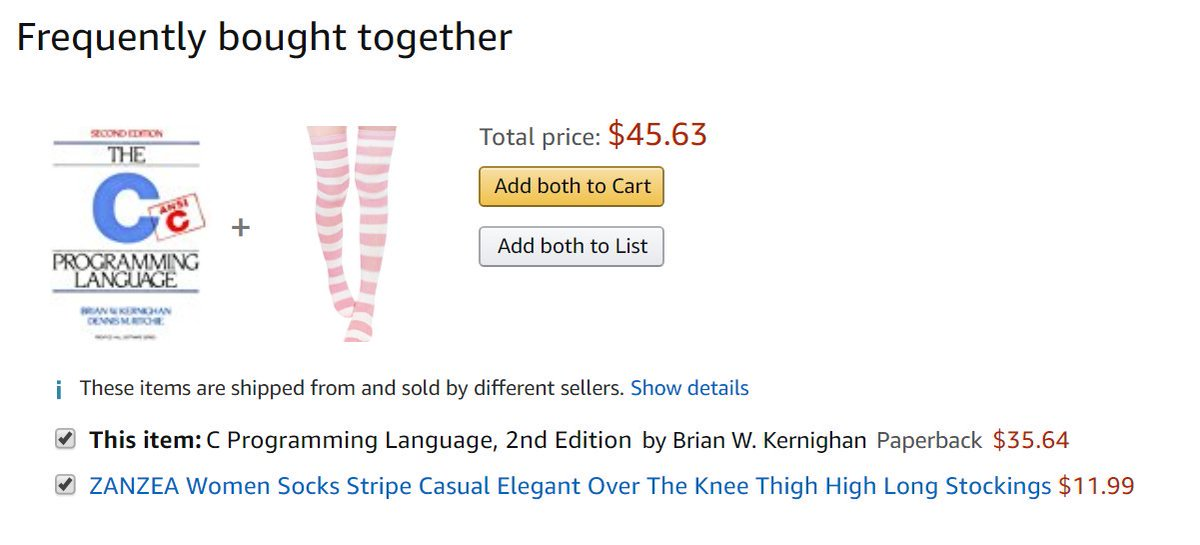 Frequently bought together
SECOND EDITION
THE
C
ANSI
C
PROGRAMMING
LANGUAGE
BRIAN W. KERNIGHAN
DENNIS M. RITCHIE
+
Total price: $45.63
Add both to Cart
Add both to List
i These items are shipped from and sold by different sellers. Show details
This item: C Programming Language, 2nd Edition by Brian W. Kernighan Paperback $35.64
ZANZEA Women Socks Stripe Casual Elegant Over The Knee Thigh High Long Stockings $11.99